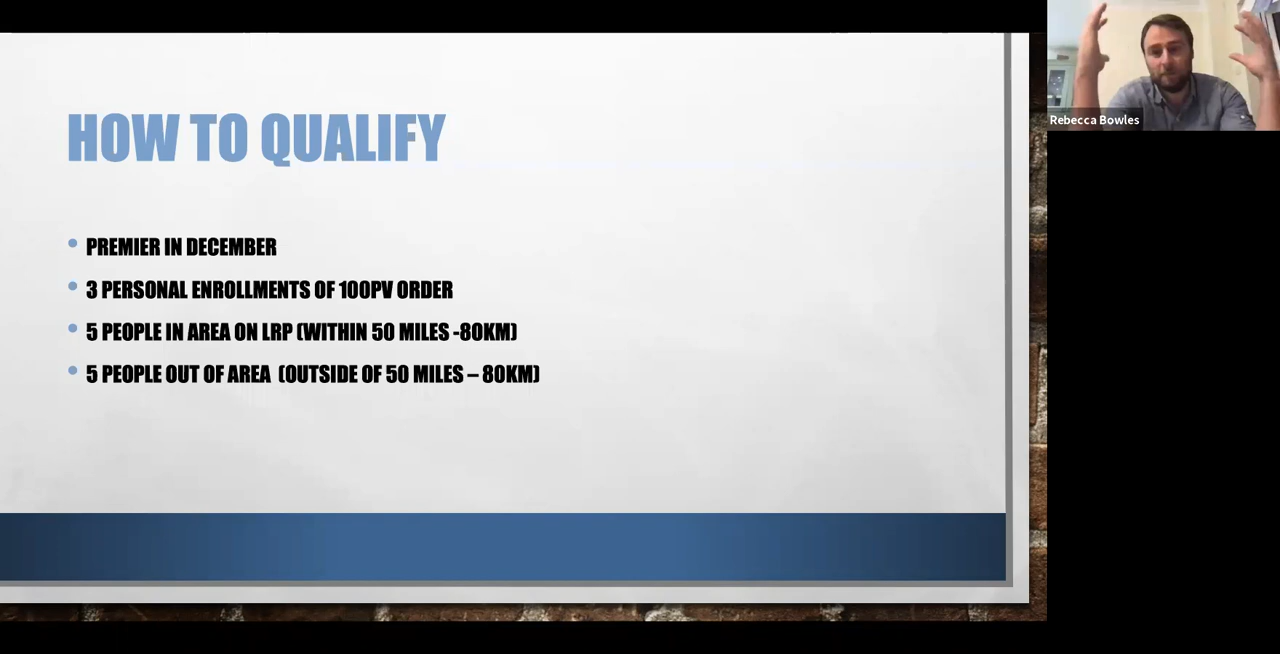 HOW TO QUALIFY
PREMIER IN DECEMBER
3 PERSONAL ENROLLMENTS OF 100PV ORDER
5 PEOPLE IN AREA ON LRP (WITHIN 50 MILES -80KM)
5 PEOPLE OUT OF AREA (OUTSIDE OF 50 MILES – 80KM)
Rebecca Bowles